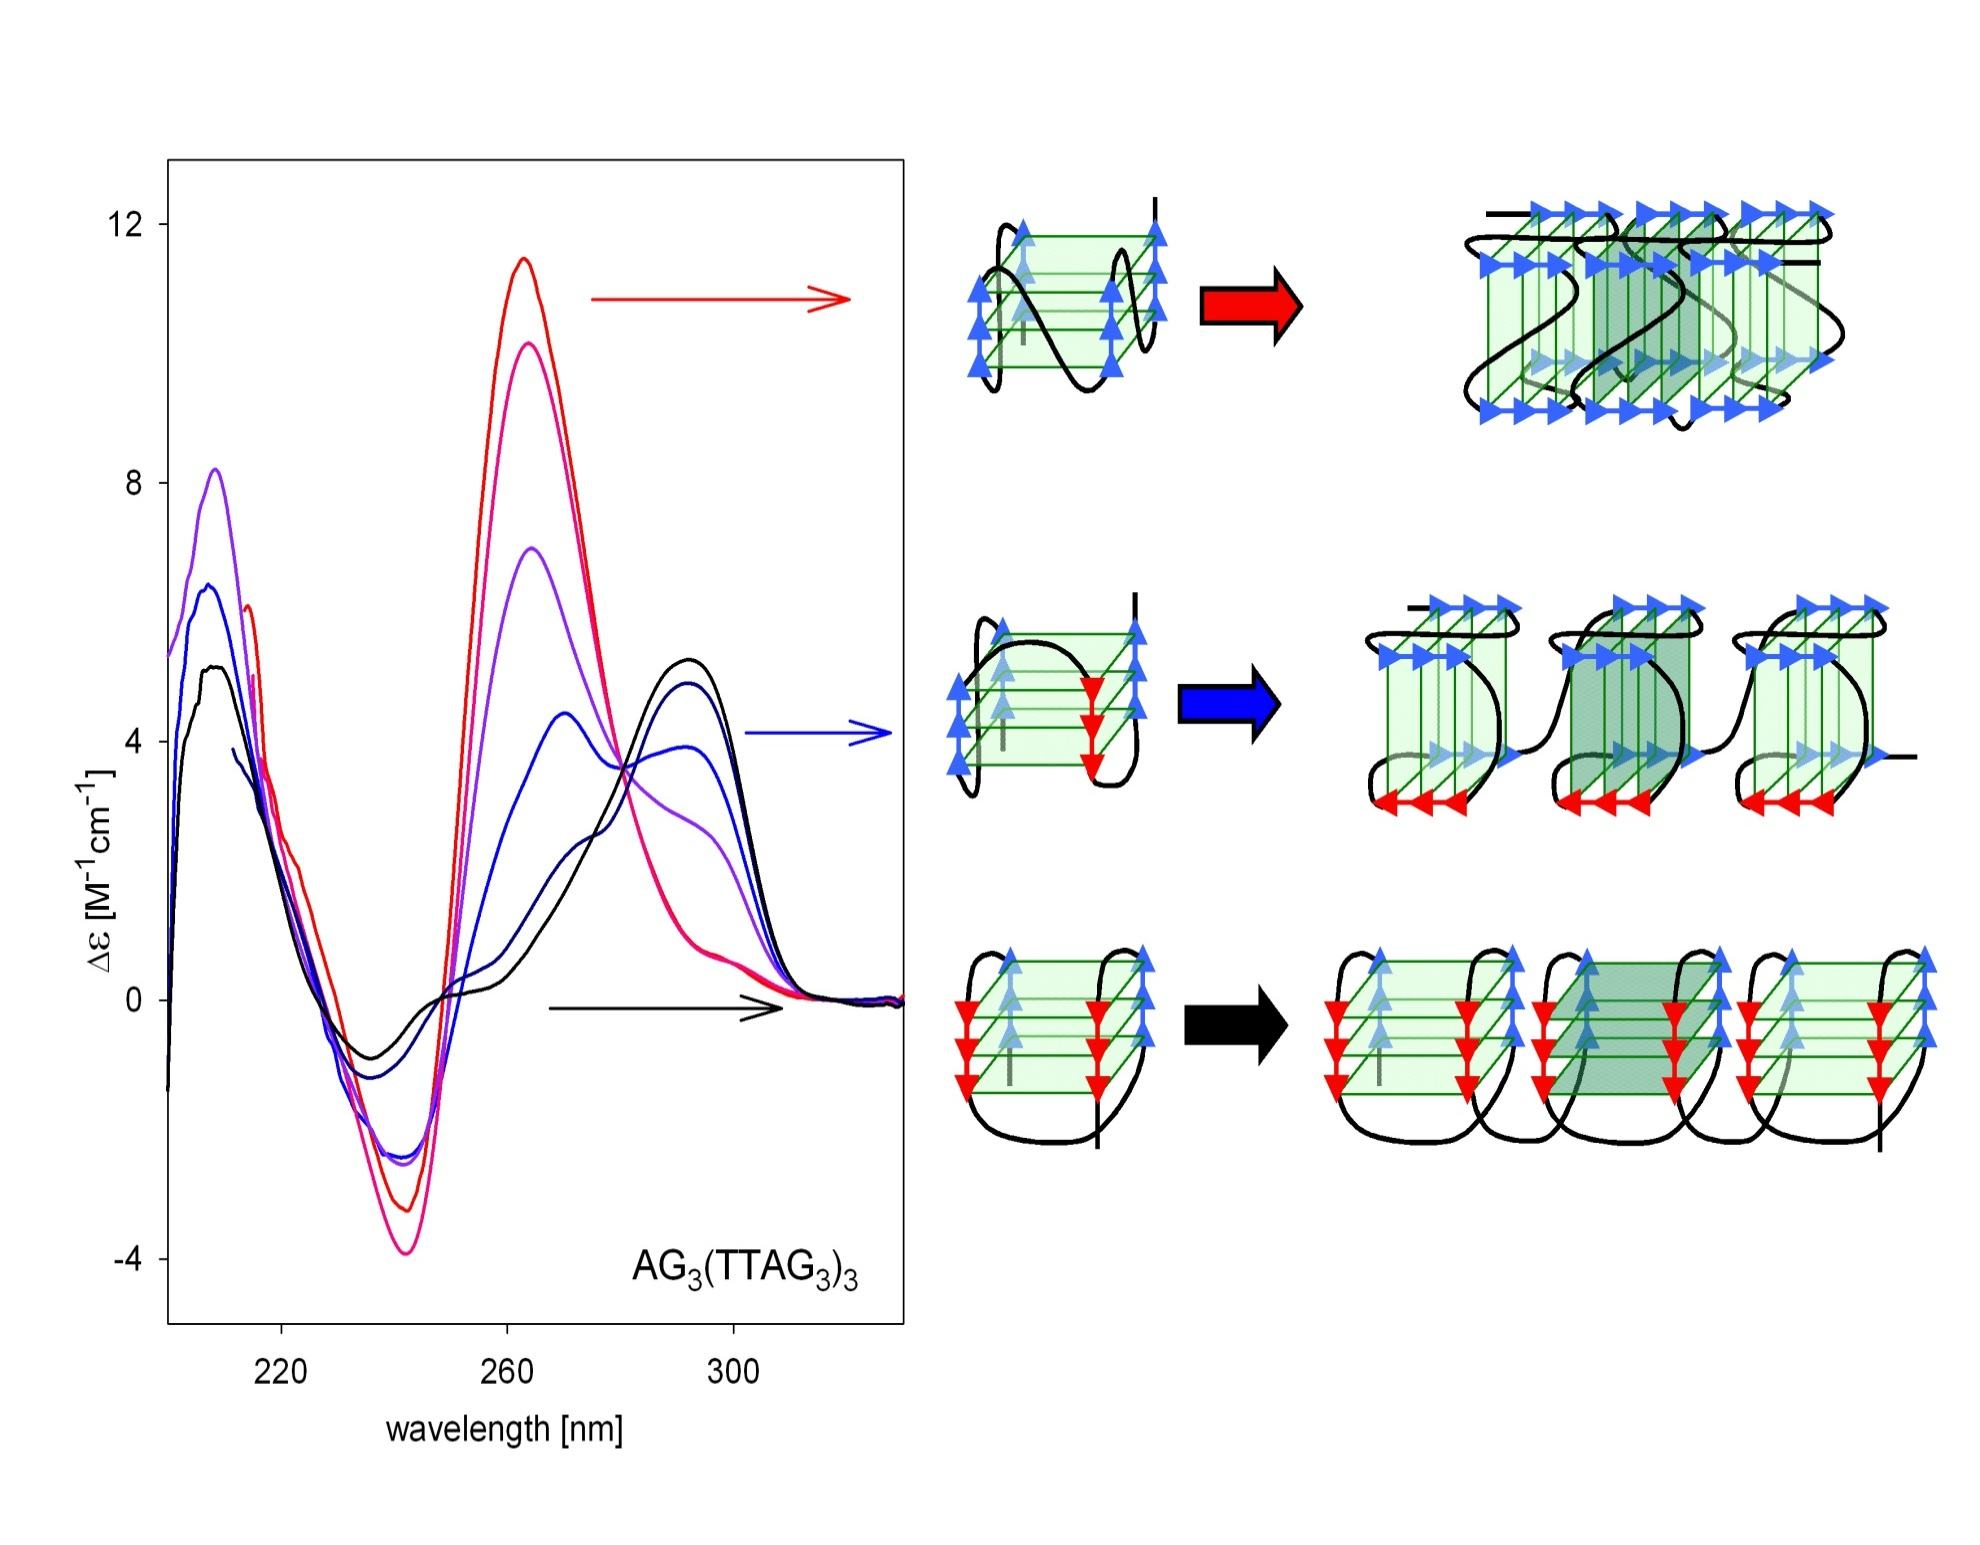 12
8
4
0
-4
Δε [M⁻¹cm⁻¹]
AG₃(TTAG₃)₃
220 260 300
wavelength [nm]